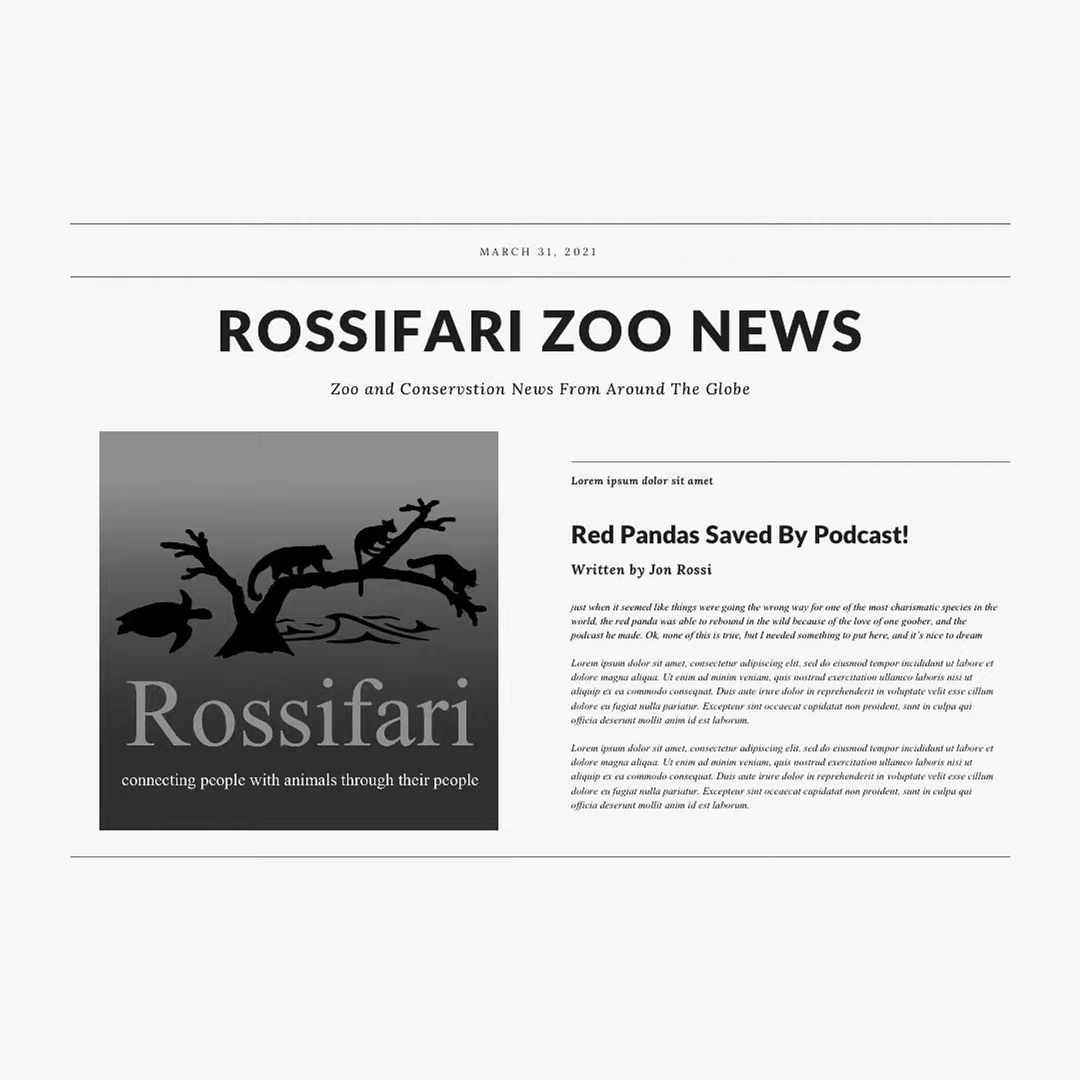 MARCH 31, 2021
ROSSIFARI ZOO NEWS
Zoo and Conservstion News From Around The Globe
Rossifari
connecting people with animals through their people
Lorem ipsum dolor sit amet
Red Pandas Saved By Podcast!
Written by Jon Rossi
just when it seemed like things were going the wrong way for one of the most charismatic species in the
world, the red panda was able to rebound in the wild because of the love of one goober, and the
podcast he made. Ok, none of this is true, but I needed something to put here, and it's nice to dream
Lorem ipsum dolor sit amet, consectetur adipiscing elit, sed do eiusmod tempor incididunt ut labore et
dolore magna aliqua. Ut enim ad minim veniam, quis nostrud exercitation ullamco laboris nisi ut
aliquip ex ea commodo consequat. Duis aute irure dolor in reprehenderit in voluptate velit esse cillum
dolore eu fugiat nulla pariatur. Excepteur sint occaecat cupidatat non proident, sunt in culpa qui
officia deserunt mollit anim id est laborum.
Lorem ipsum dolor sit amet, consectetur adipiscing elit, sed do eiusmod tempor incididunt ut labore et
dolore magna aliqua. Ut enim ad minim veniam, quis nostrud exercitation ullamco laboris nisi ut
aliquip ex ea commodo consequat. Duis aute irure dolor in reprehenderit in voluptate velit esse cillum
dolore eu fugiat nulla pariatur. Excepteur sint occaecat cupidatat non proident, sunt in culpa qui
officia deserunt mollit anim id est laborum.